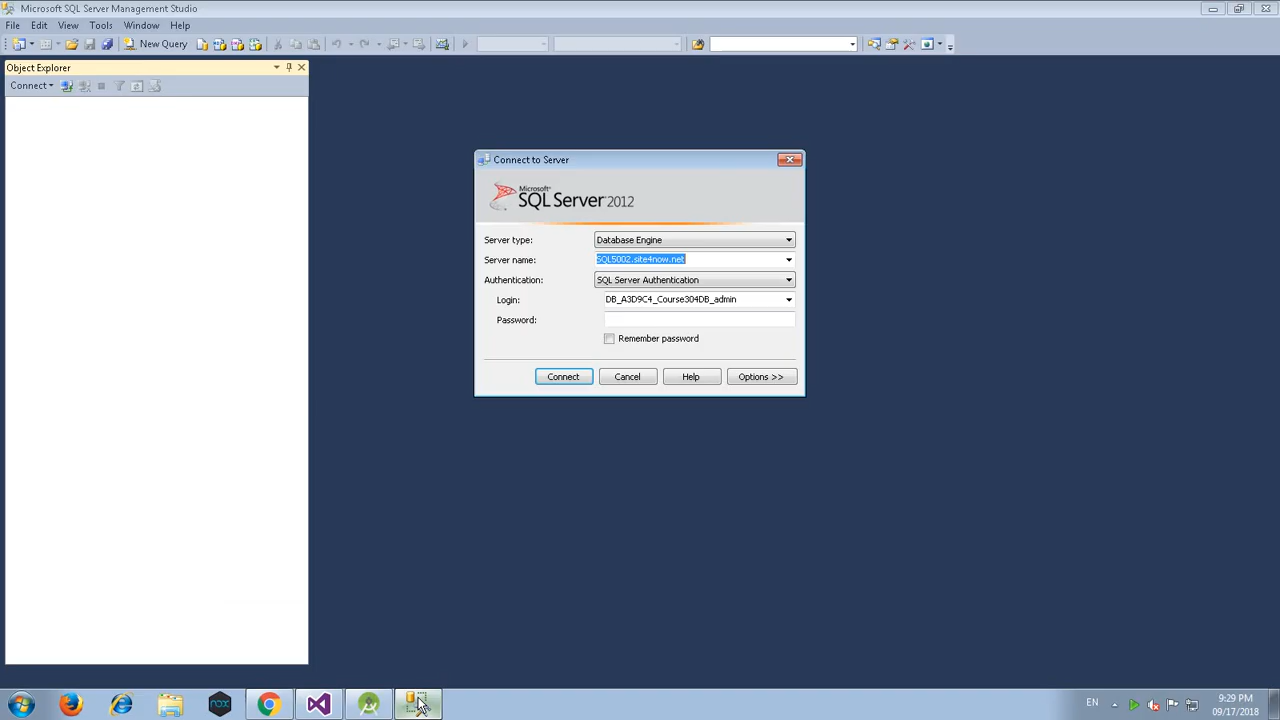 Microsoft SQL Server Management Studio
File Edit View Tools Window Help
New Query
Object Explorer
Connect
Connect to Server
Microsoft
SQL Server 2012
Server type: Database Engine
Server name: SQL5002.site4now.net
Authentication: SQL Server Authentication
Login: DB_A3D9C4_Course304DB_admin
Password:
Remember password
Connect Cancel Help Options >>
nox
EN
9:29 PM
09/17/2018